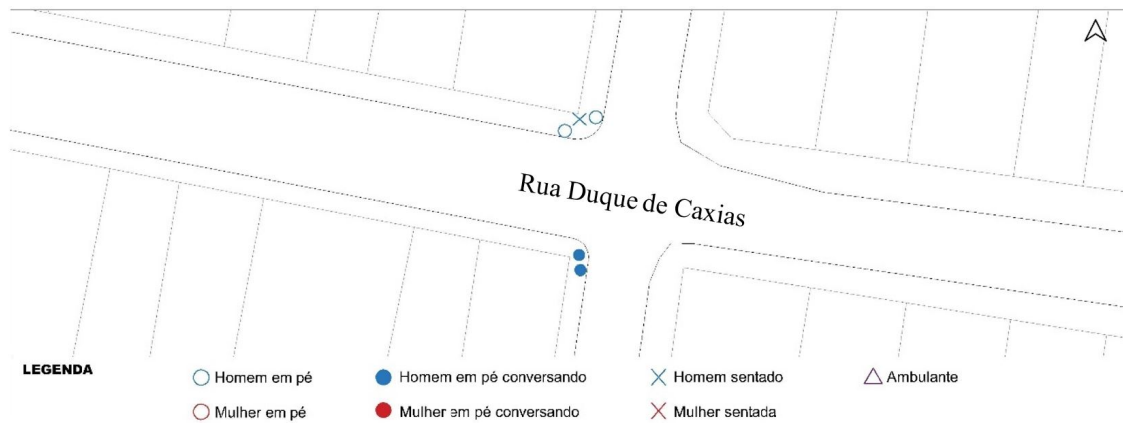 Rua Duque de Caxias
LEGENDA
Homem em pé
Homem em pé conversando
Homem sentado
Ambulante
Mulher em pé
Mulher em pé conversando
Mulher sentada